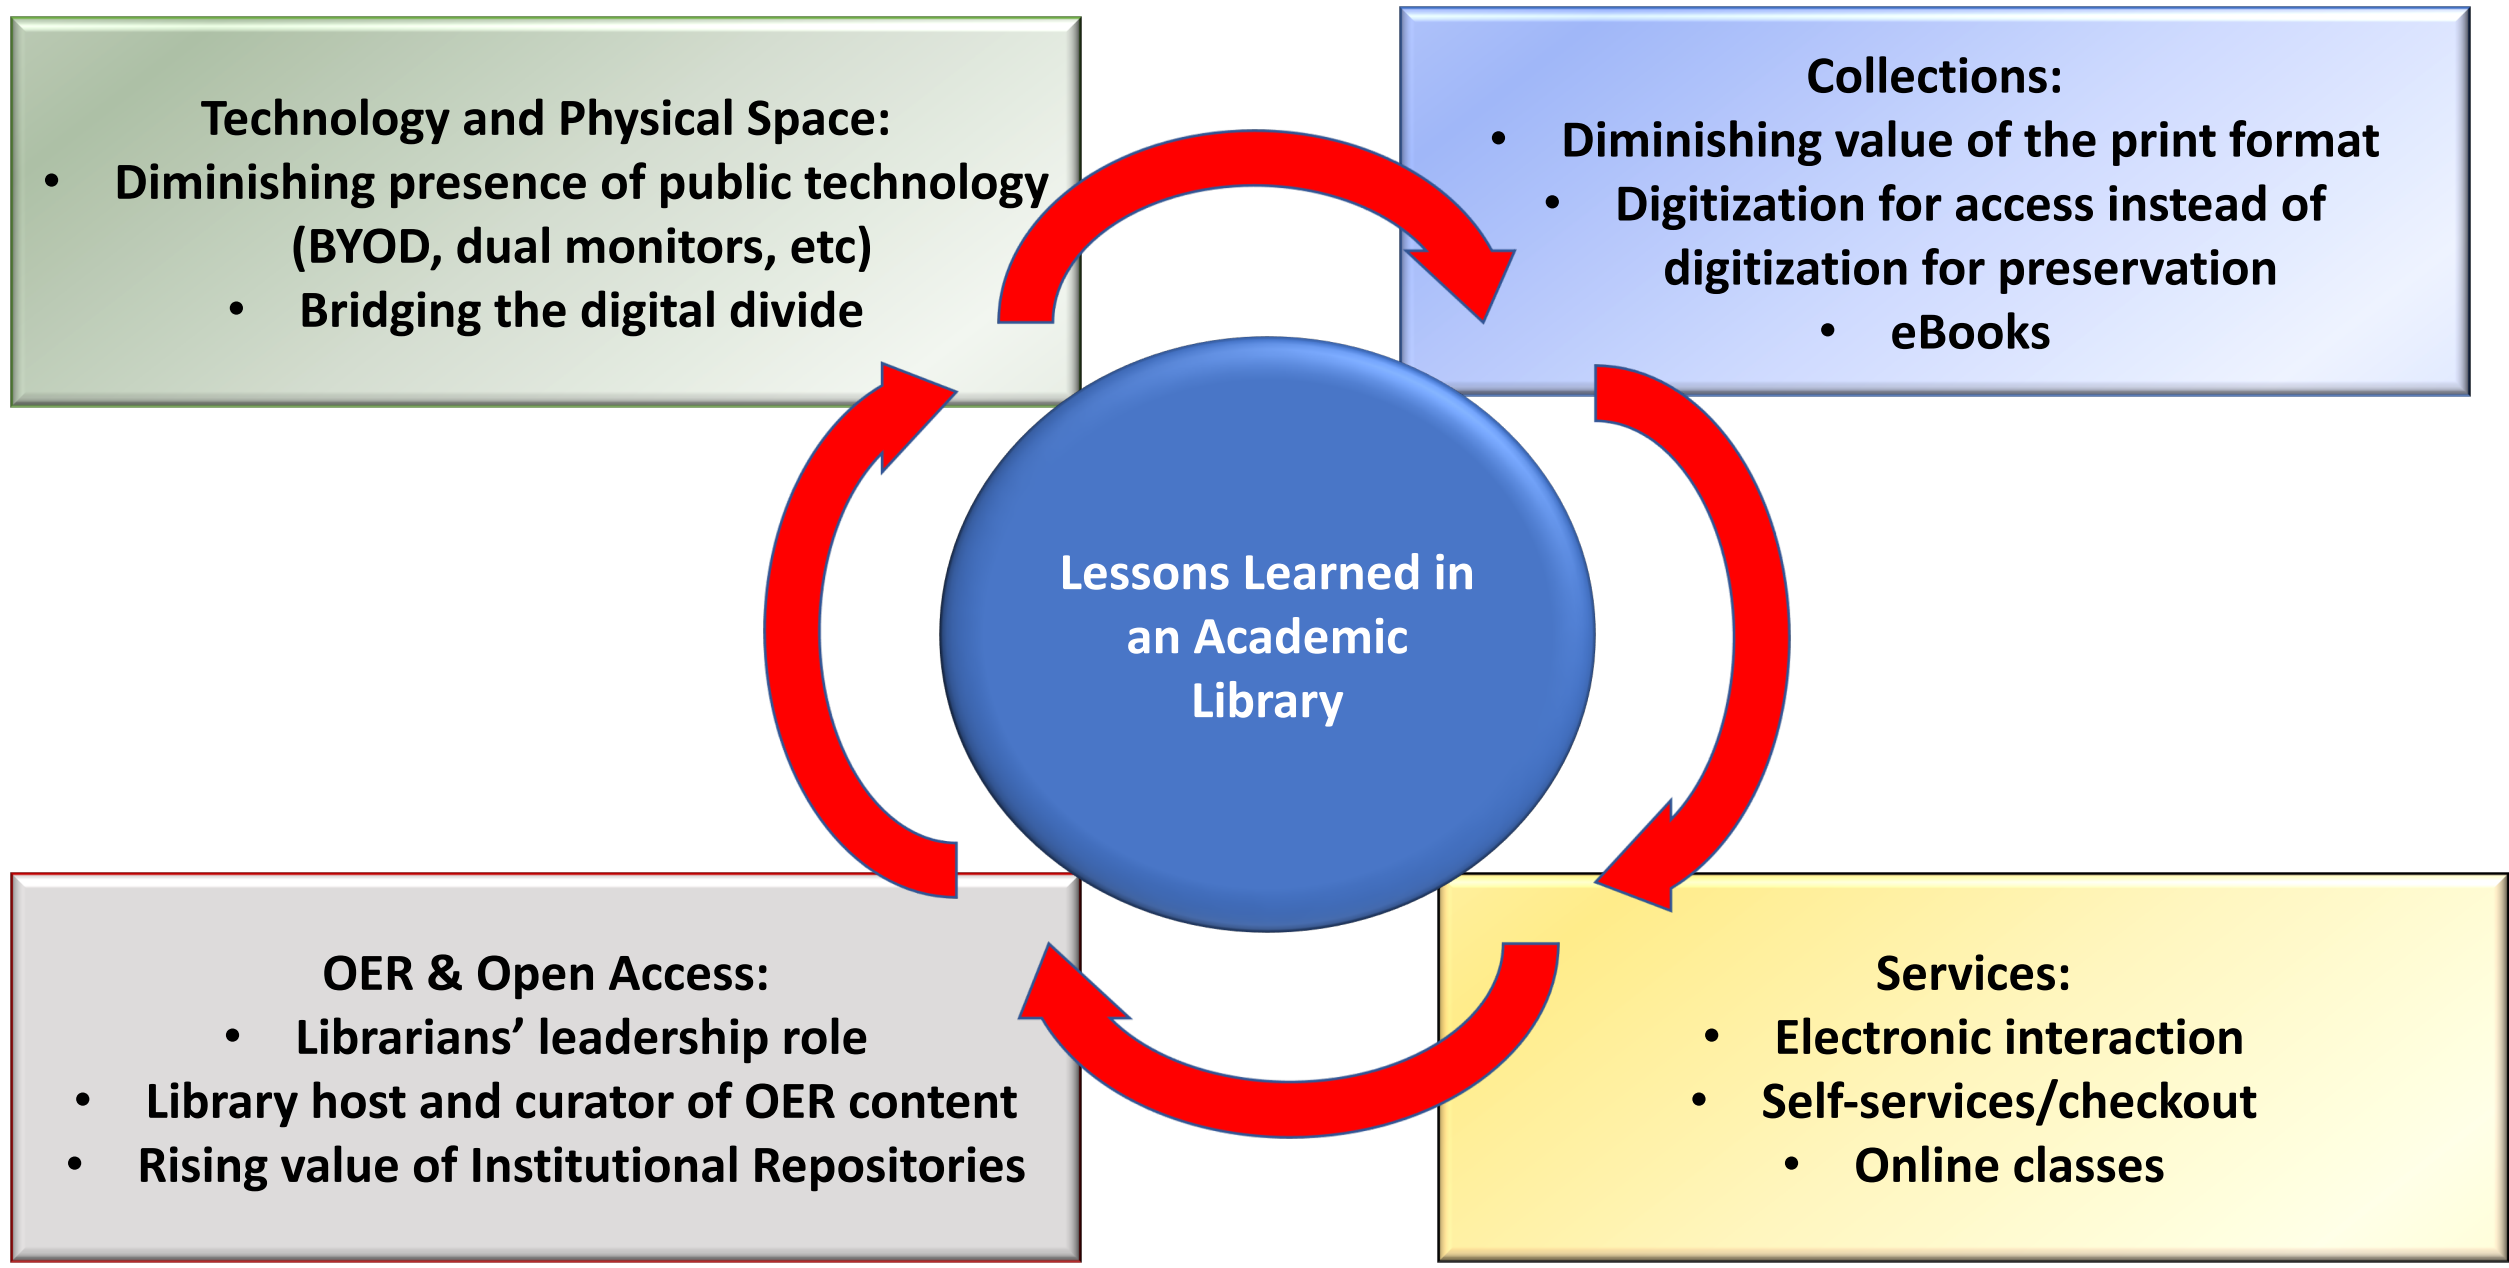 Technology and Physical Space:
• Diminishing presence of public technology
(BYOD, dual monitors, etc)
• Bridging the digital divide
Collections:
• Diminishing value of the print format
• Digitization for access instead of
digitization for preservation
• eBooks
Lessons Learned in
an Academic
Library
OER & Open Access:
• Librarians’ leadership role
• Library host and curator of OER content
• Rising value of Institutional Repositories
Services:
• Electronic interaction
• Self-services/checkout
• Online classes